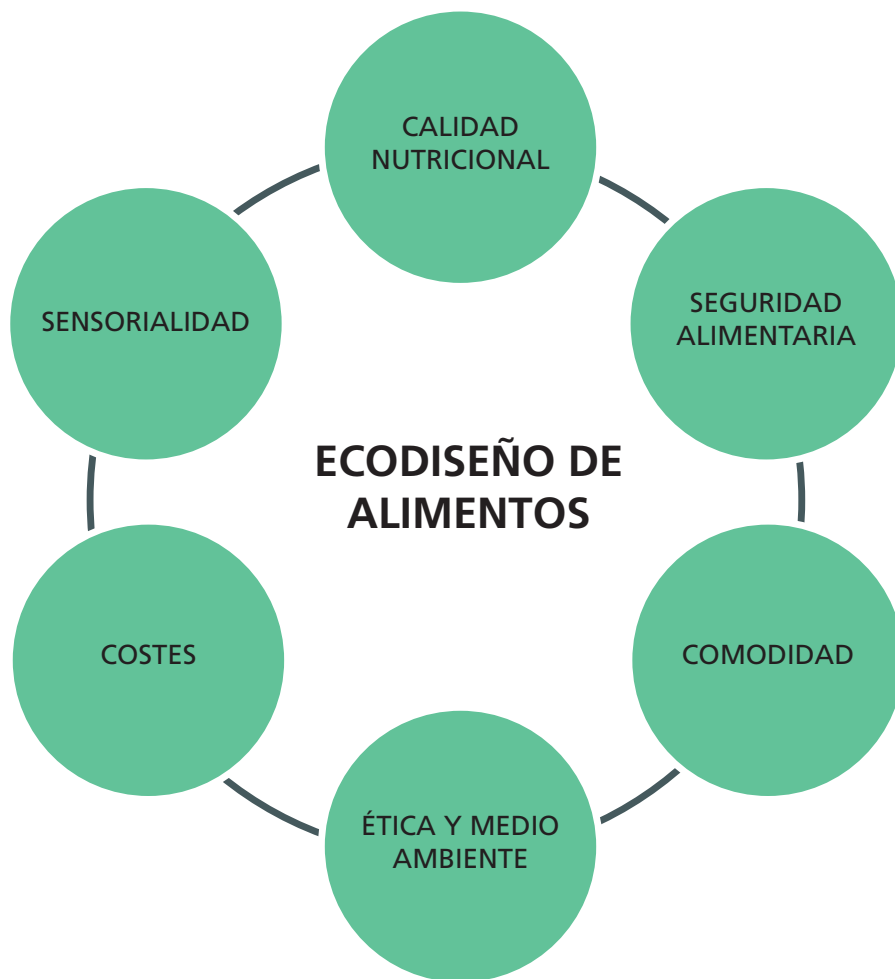 CALIDAD
NUTRICIONAL
SEGURIDAD
ALIMENTARIA
COMODIDAD
ÉTICA Y MEDIO
AMBIENTE
COSTES
SENSORIALIDAD
ECODISEÑO DE
ALIMENTOS